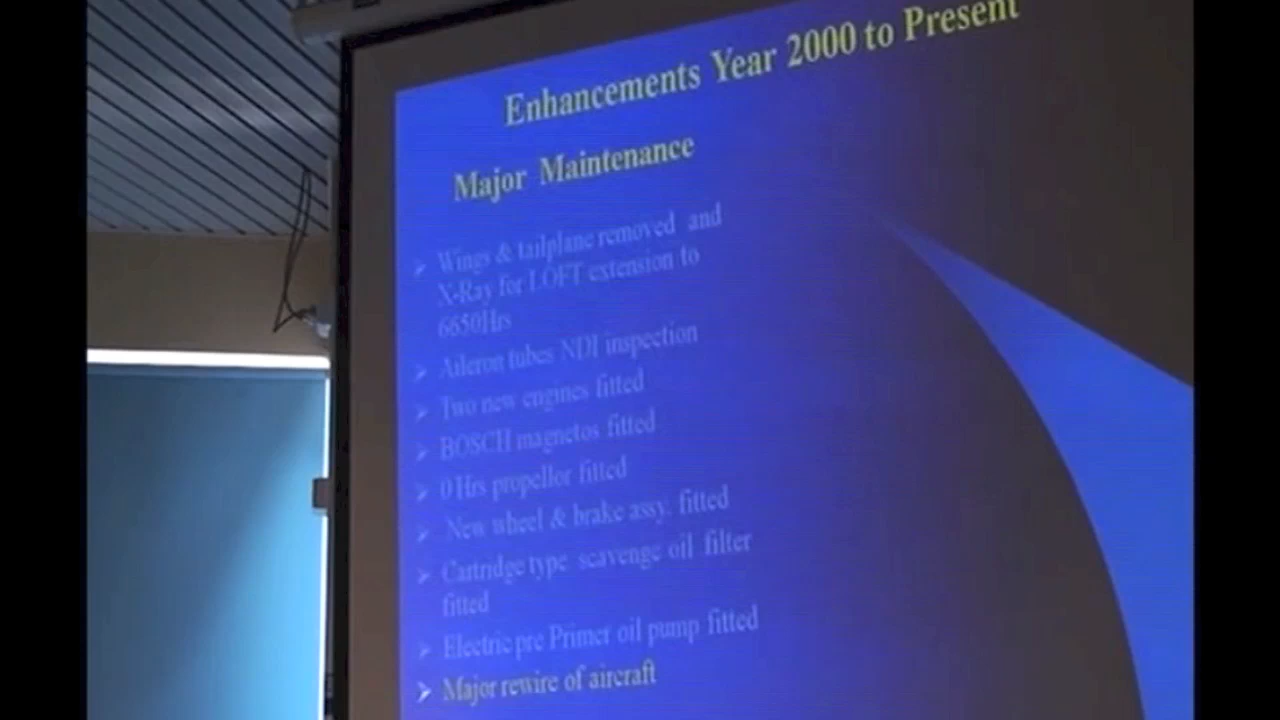 Enhancements Year 2000 to Present
Major Maintenance
Wings & tailplane removed and
X-Ray for LOFT extension to
6650Hrs
Aileron tubes NDI inspection
Two new engines fitted
BOSCH magnetos fitted
0 Hrs propellor fitted
New wheel & brake assy. fitted
Cartridge type scavenge oil filter
fitted
Electric pre Primer oil pump fitted
Major rewire of aircraft